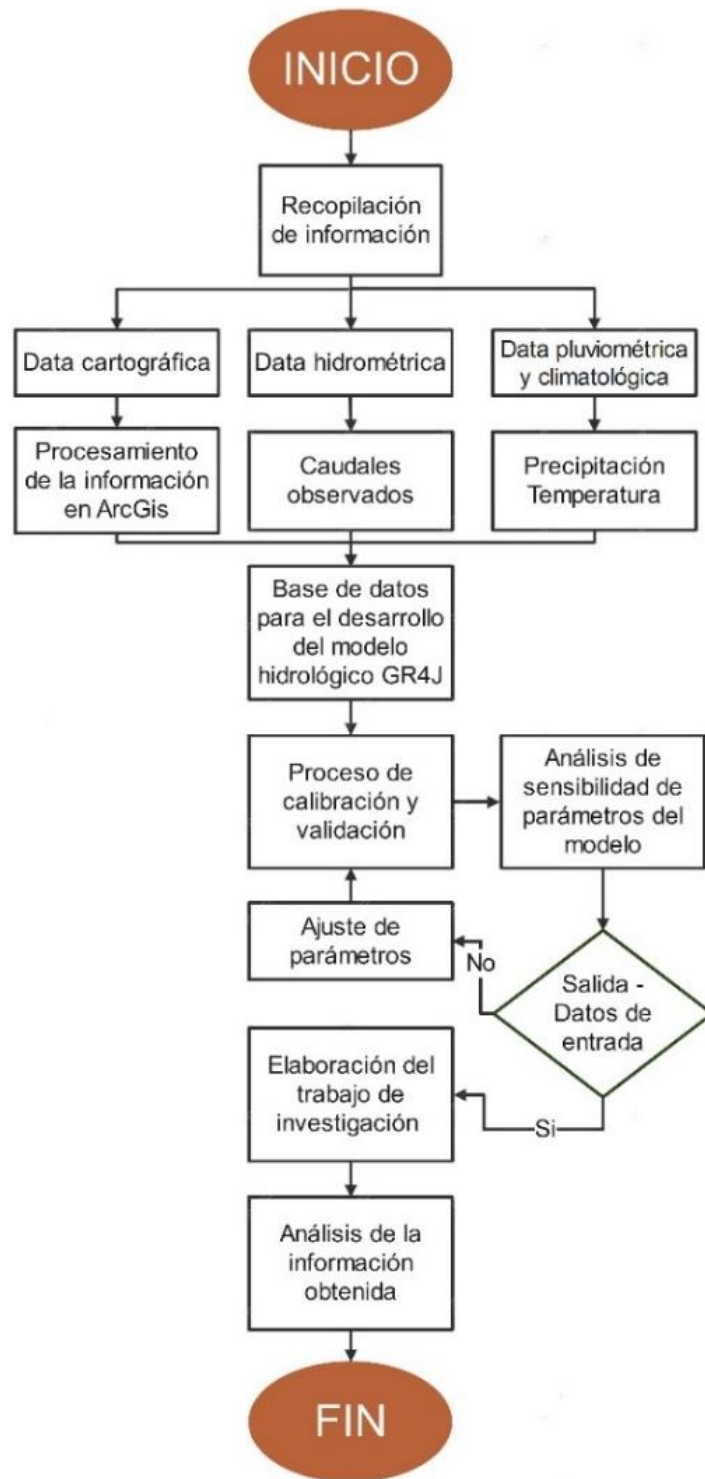 INICIO
Recopilación
de información
Data cartográfica
Data hidrométrica
Data pluviométrica
y climatológica
Procesamiento
de la información
en ArcGis
Caudales
observados
Precipitación
Temperatura
Base de datos
para el desarrollo
del modelo
hidrológico GR4J
Proceso de
calibración y
validación
Análisis de
sensibilidad de
parámetros del
modelo
Ajuste de
parámetros
No
Salida -
Datos de
entrada
Elaboración del
trabajo de
investigación
Si
Análisis de la
información
obtenida
FIN